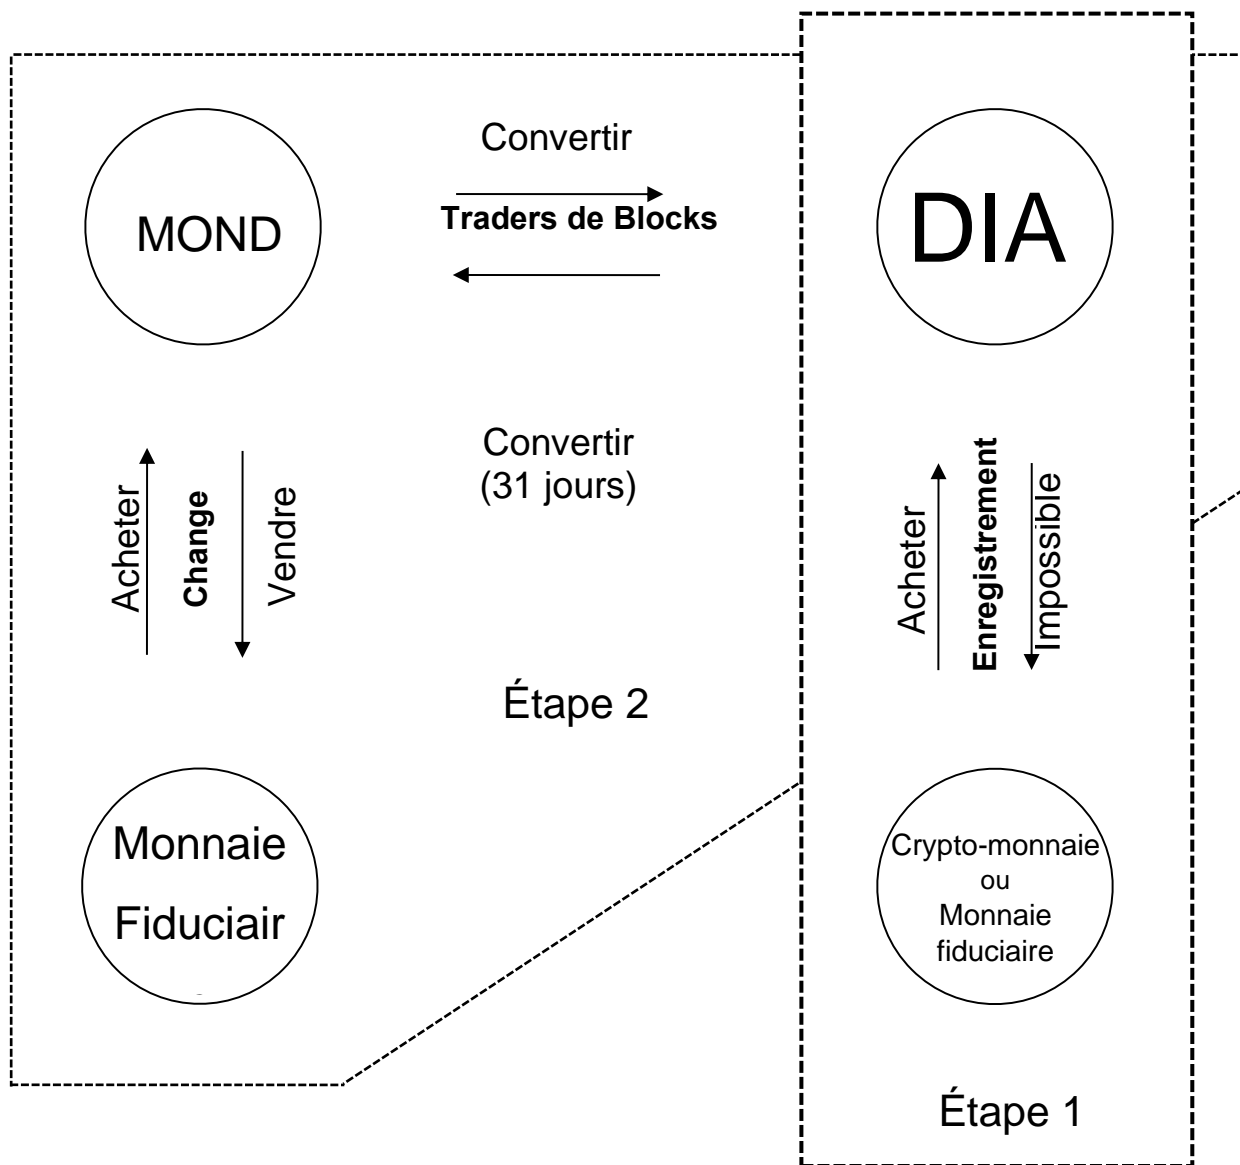 Convertir
MOND
Traders de Blocks
DIA
Convertir
(31 jours)
Acheter
Change
Vendre
Acheter
Enregistrement
Impossible
Étape 2
Monnaie
Fiduciair
Crypto-monnaie
ou
Monnaie
fiduciaire
Étape 1